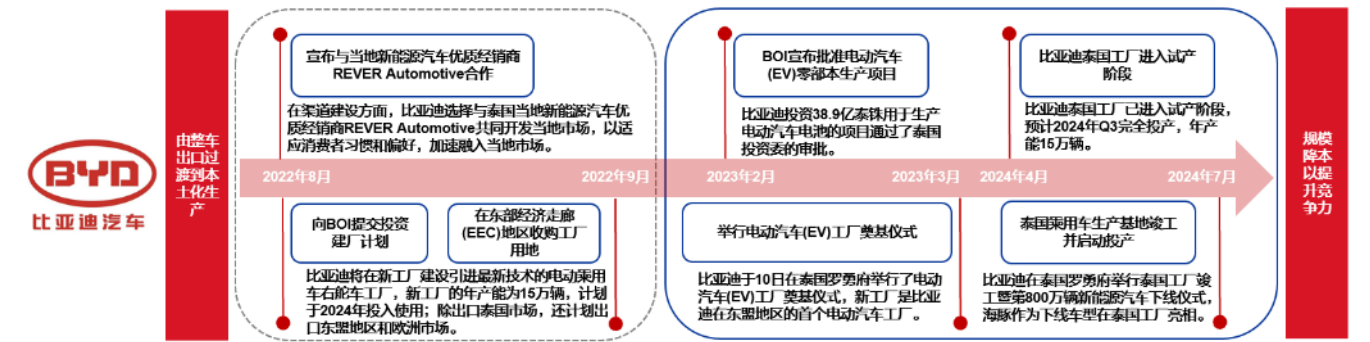 BYD
比亚迪汽车
由整车
出口过
渡到本
土化生
产
宣布与当地新能源汽车优质经销商
REVER Automotive合作
在渠道建设方面，比亚迪选择与泰国当地新能源汽车优
质经销商REVER Automotive共同开发当地市场，以适
应消费者习惯和偏好，加速融入当地市场。
2022年8月
2022年9月
向BOI提交投资
建厂计划
在东部经济走廊
(EEC)地区收购工厂
用地
比亚迪将在新工厂建设引进最新技术的电动乘用
车右舵车工厂，新工厂的年产能为15万辆，计划
于2024年投入使用；除出口泰国市场，还计划出
口东盟地区和欧洲市场。
BOI宣布批准电动汽车
(EV)零部本生产项目
比亚迪投资38.9亿泰铢用于生产
电动汽车电池的项目通过了泰国
投资委的审批。
比亚迪泰国工厂进入试产
阶段
比亚迪泰国工厂已进入试产阶段，
预计2024年Q3完全投产，年产
能15万辆。
2023年2月
2023年3月
2024年4月
2024年7月
举行电动汽车(EV)工厂奠基仪式
比亚迪于10日在泰国罗勇府举行了电动
汽车(EV)工厂奠基仪式，新工厂是比亚
迪在东盟地区的首个电动汽车工厂。
泰国乘用车生产基地竣工
并启动投产
比亚迪在泰国罗勇府举行泰国工厂竣
工暨第800万辆新能源汽车下线仪式，
海豚作为下线车型在泰国工厂亮相。
规模
降本
以提
升竞
争力